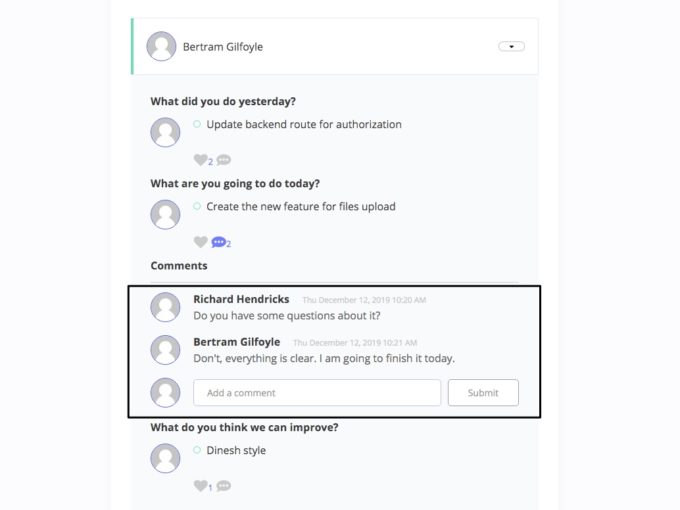 Bertram Gilfoyle
What did you do yesterday?
Update backend route for authorization
2
What are you going to do today?
Create the new feature for files upload
2
Comments
Richard Hendricks Thu December 12, 2019 10:20 AM
Do you have some questions about it?
Bertram Gilfoyle Thu December 12, 2019 10:21 AM
Don't, everything is clear. I am going to finish it today.
Add a comment Submit
What do you think we can improve?
Dinesh style
1